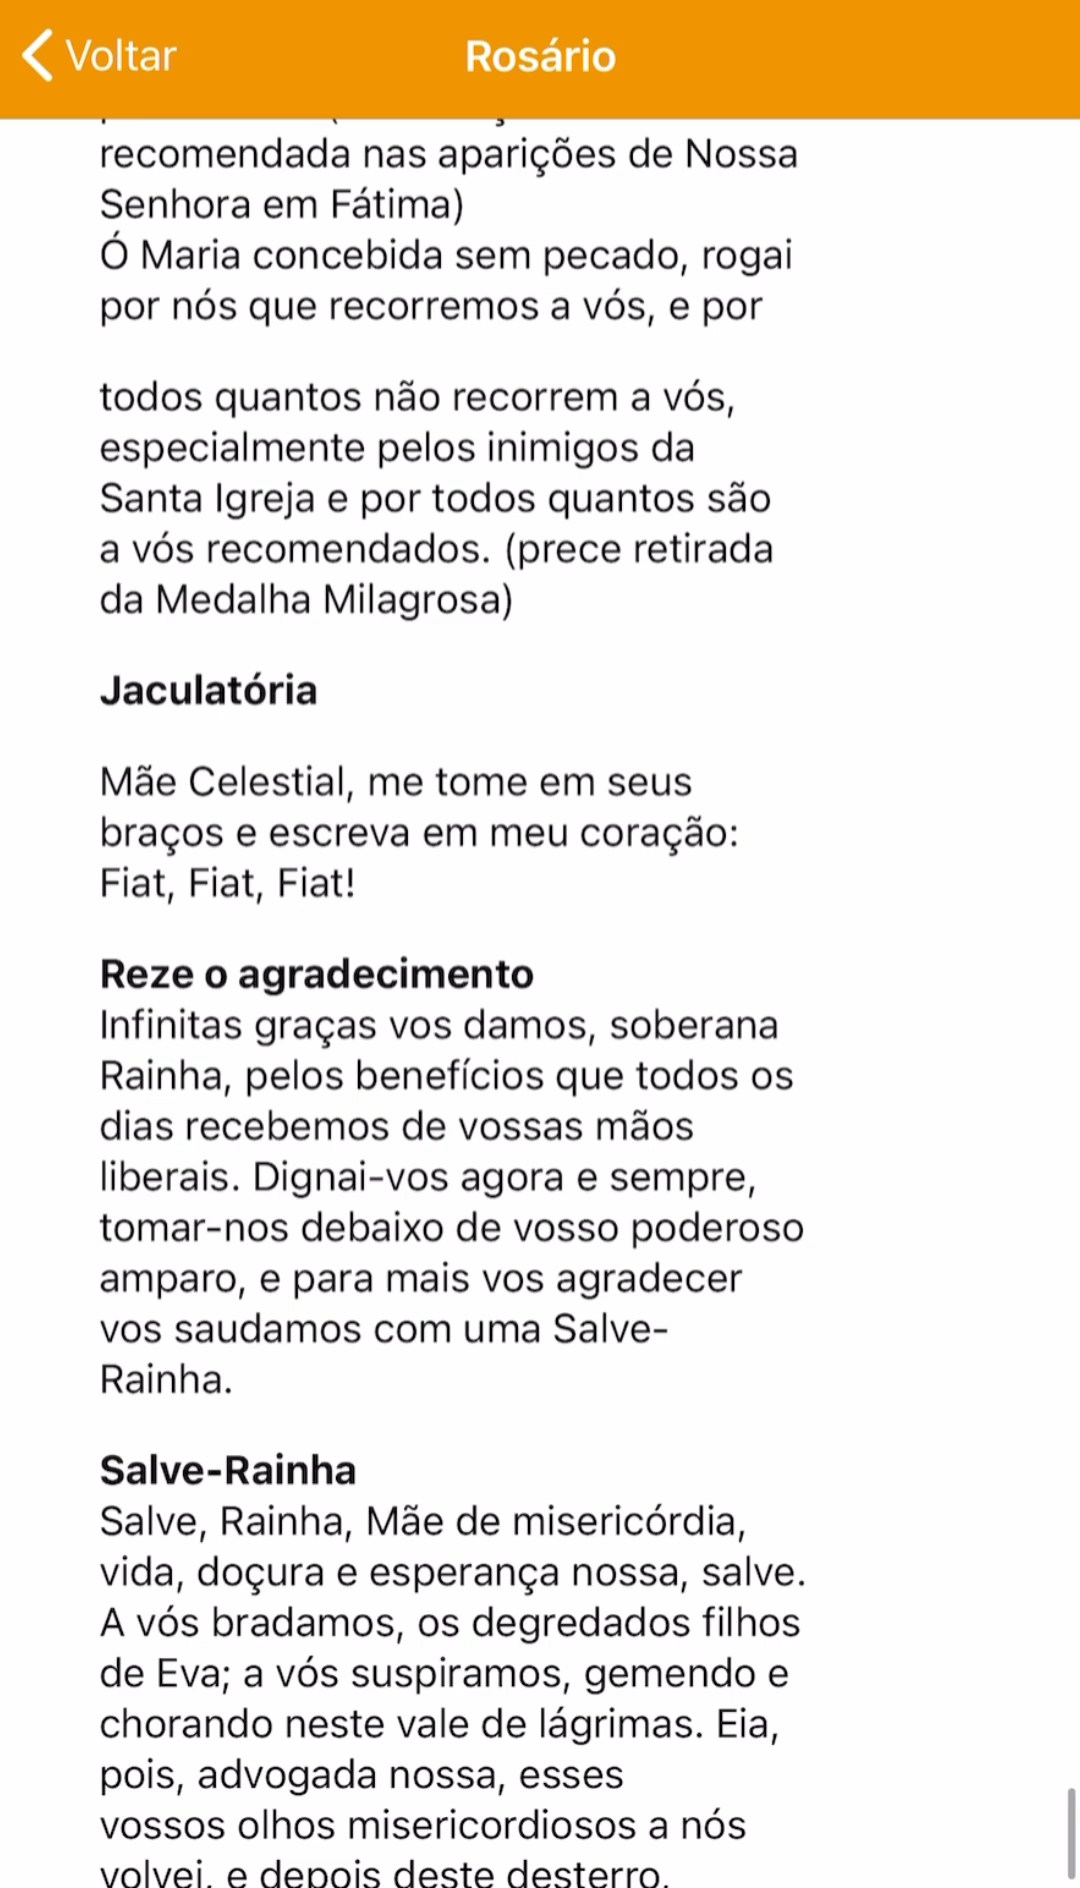 Voltar
Rosário
recomendada nas aparições de Nossa
Senhora em Fátima)
Ó Maria concebida sem pecado, rogai
por nós que recorremos a vós, e por
todos quantos não recorrem a vós,
especialmente pelos inimigos da
Santa Igreja e por todos quantos são
a vós recomendados. (prece retirada
da Medalha Milagrosa)
Jaculatória
Mãe Celestial, me tome em seus
braços e escreva em meu coração:
Fiat, Fiat, Fiat!
Reze o agradecimento
Infinitas graças vos damos, soberana
Rainha, pelos benefícios que todos os
dias recebemos de vossas mãos
liberais. Dignai-vos agora e sempre,
tomar-nos debaixo de vosso poderoso
amparo, e para mais vos agradecer
vos saudamos com uma Salve-
Rainha.
Salve-Rainha
Salve, Rainha, Mãe de misericórdia,
vida, doçura e esperança nossa, salve.
A vós bradamos, os degredados filhos
de Eva; a vós suspiramos, gemendo e
chorando neste vale de lágrimas. Eia,
pois, advogada nossa, esses
vossos olhos misericordiosos a nós
volvei, e depois deste desterro,